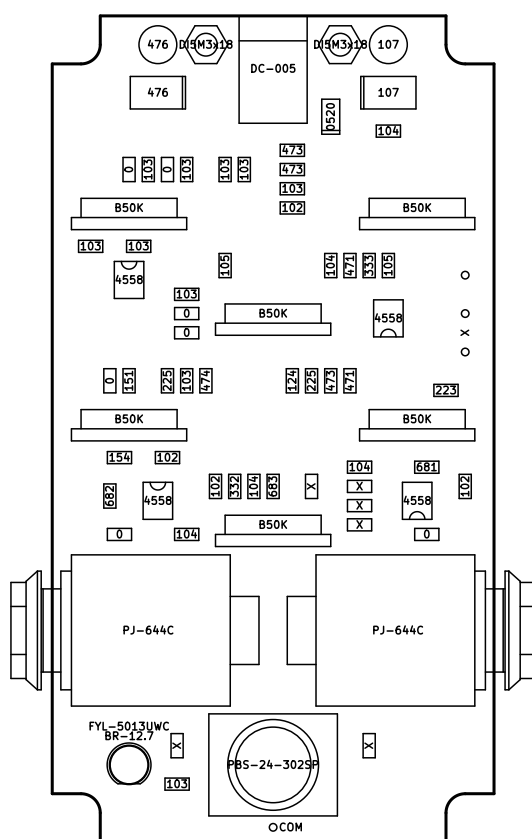 476 DI5M3x18 DI5M3x18 107
DC-005
476 0520 107
104
473
0 103 0 103 103 103 473
103
B50K 102 B50K
103 103
4558 105 104 471 333 105
103
0 B50K 4558
0 x
0 151 225 103 474 124 225 473 471
223
B50K B50K
154 102 104 681
682 4558 102 332 104 683 X X 4558 102
X
B50K X
0 104 0
PJ-644C PJ-644C
FYL-5013UWC
BR-12.7
X X
PBS-24-302SP
103
COM